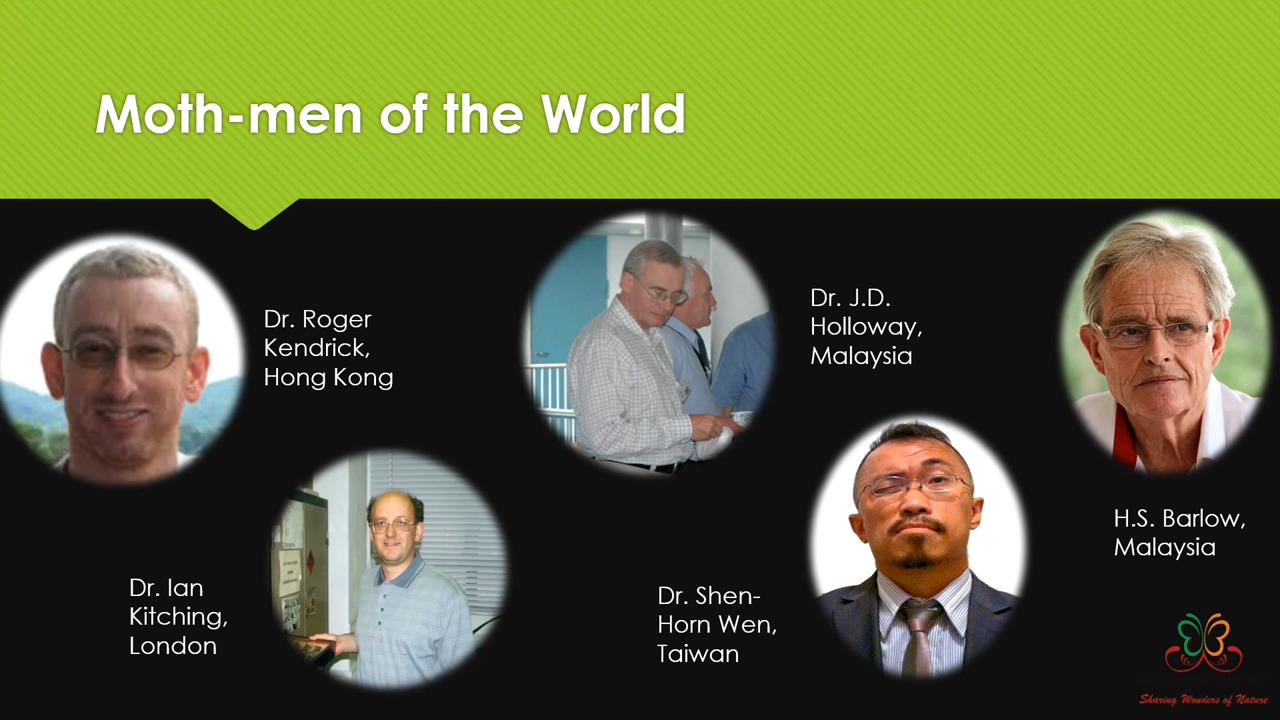 Moth-men of the World
Dr. Roger
Kendrick,
Hong Kong
Dr. J.D.
Holloway,
Malaysia
H.S. Barlow,
Malaysia
Dr. Ian
Kitching,
London
Dr. Shen-
Horn Wen,
Taiwan
Sharing Wonders of Nature